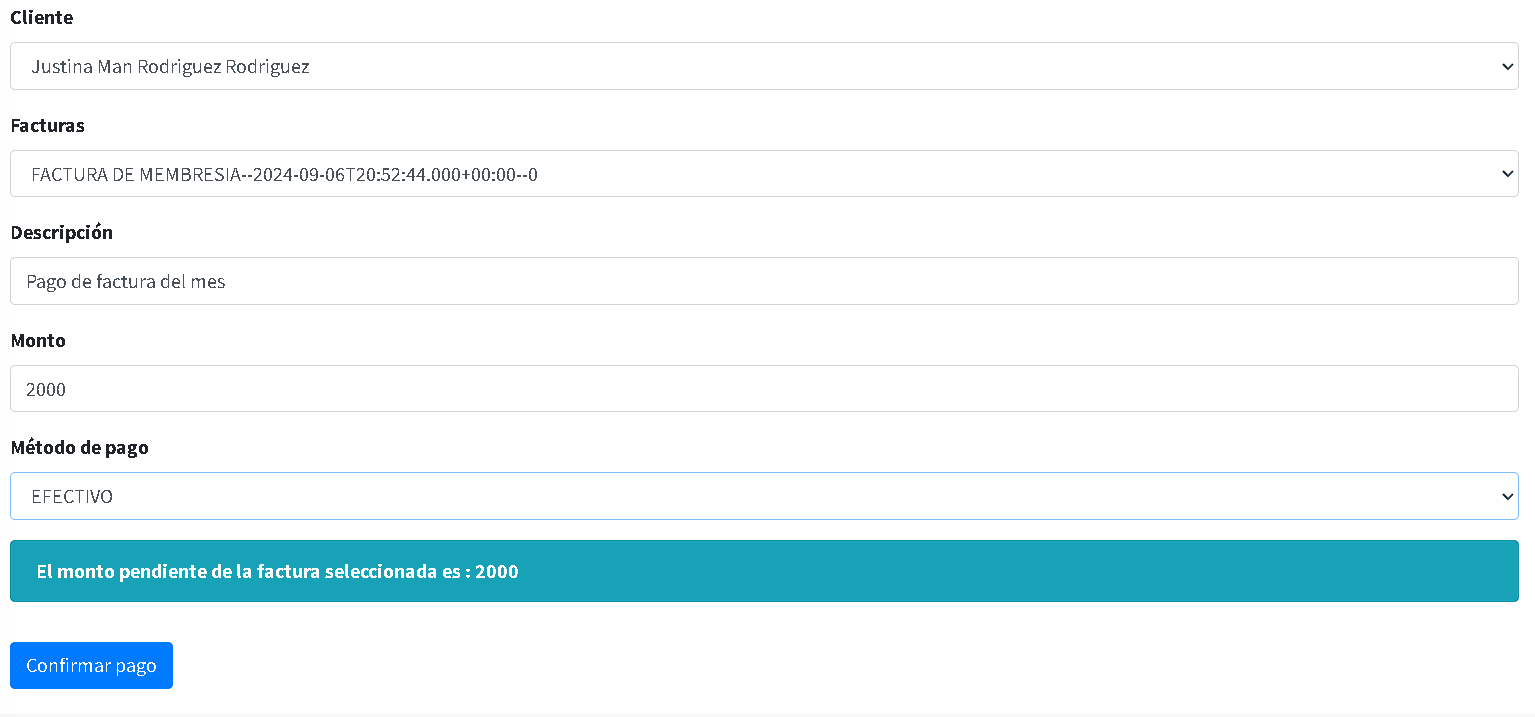 Cliente
Justina Man Rodriguez Rodriguez
Facturas
FACTURA DE MEMBRESIA--2024-09-06T20:52:44.000+00:00--0
Descripción
Pago de factura del mes
Monto
2000
Método de pago
EFECTIVO
El monto pendiente de la factura seleccionada es : 2000
Confirmar pago